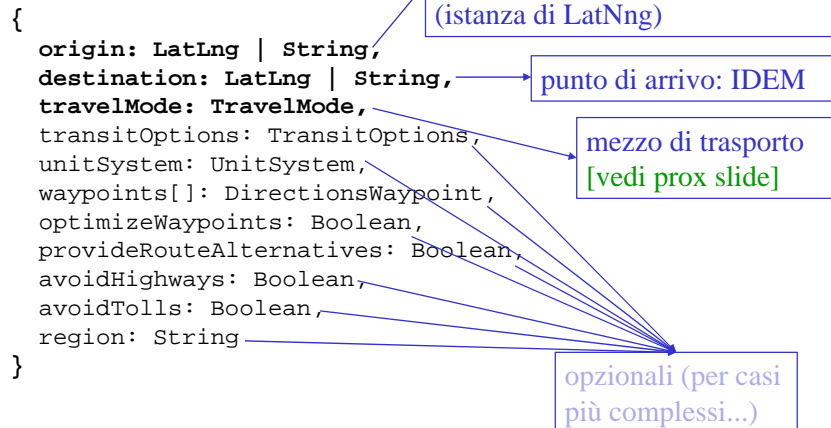 (istanza di LatNng)
{
origin: LatLng | String,
destination: LatLng | String,
punto di arrivo: IDEM
travelMode: TravelMode,
mezzo di trasporto
[vedi prox slide]
transitOptions: TransitOptions,
unitSystem: UnitSystem,
waypoints[]: DirectionsWaypoint,
optimizeWaypoints: Boolean,
provideRouteAlternatives: Boolean,
avoidHighways: Boolean,
avoidTolls: Boolean,
region: String
}
opzionali (per casi
più complessi...)